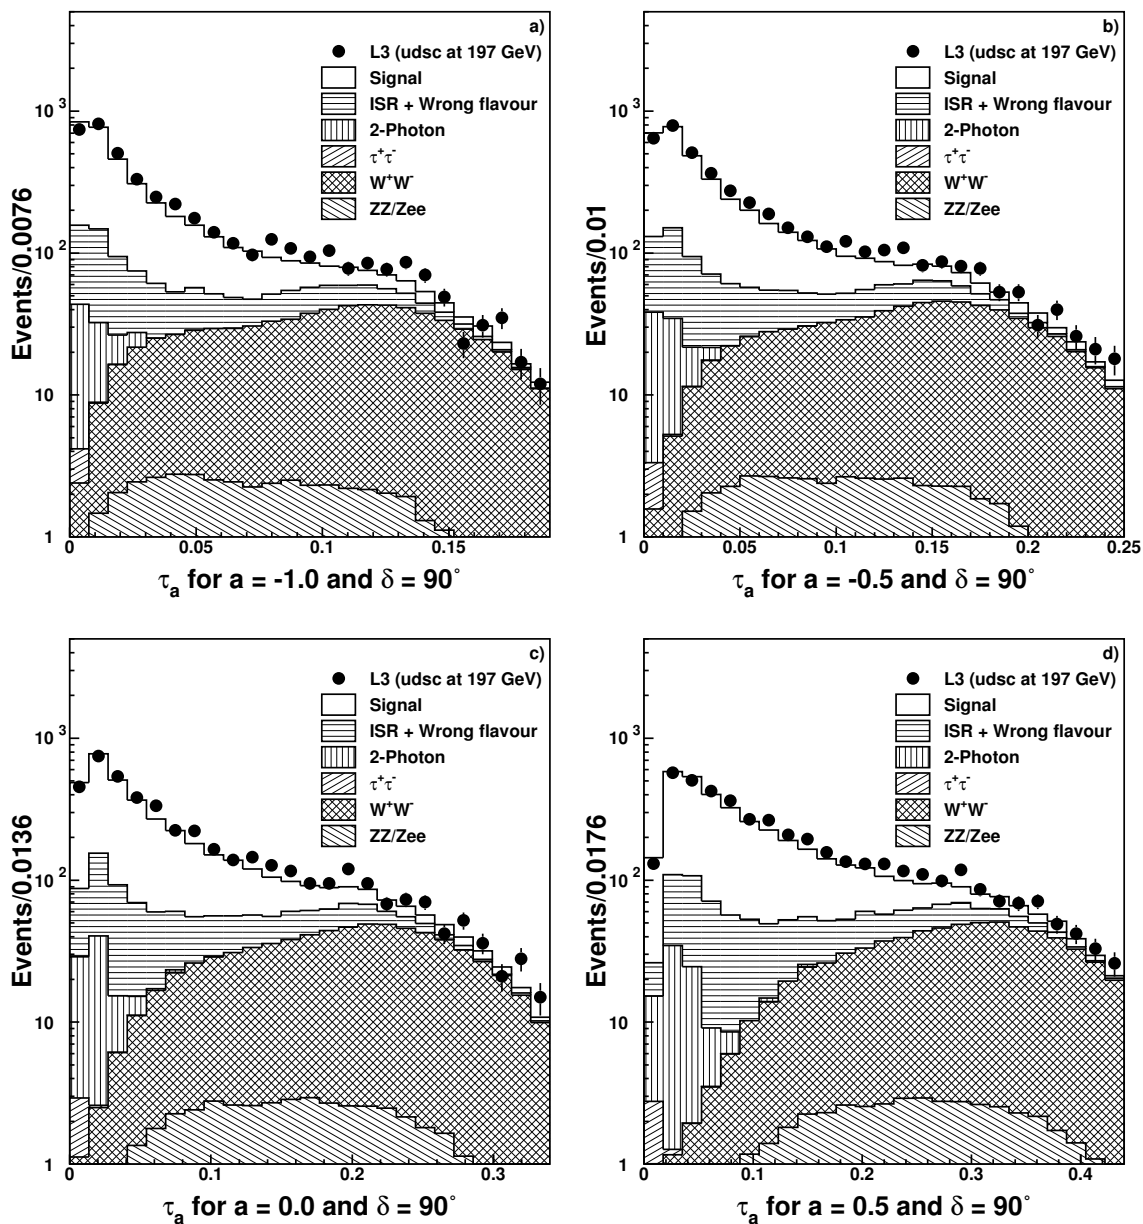 a)
L3 (udsc at 197 GeV)
Signal
ISR + Wrong flavour
2-Photon
τ⁺τ⁻
W⁺W⁻
ZZ/Zee
Events/0.0076
10³
10²
10
1
0 0.05 0.1 0.15
τₐ for a = -1.0 and δ = 90°
b)
L3 (udsc at 197 GeV)
Signal
ISR + Wrong flavour
2-Photon
τ⁺τ⁻
W⁺W⁻
ZZ/Zee
Events/0.01
10³
10²
10
1
0 0.05 0.1 0.15 0.2 0.25
τₐ for a = -0.5 and δ = 90°
c)
L3 (udsc at 197 GeV)
Signal
ISR + Wrong flavour
2-Photon
τ⁺τ⁻
W⁺W⁻
ZZ/Zee
Events/0.0136
10³
10²
10
1
0 0.1 0.2 0.3
τₐ for a = 0.0 and δ = 90°
d)
L3 (udsc at 197 GeV)
Signal
ISR + Wrong flavour
2-Photon
τ⁺τ⁻
W⁺W⁻
ZZ/Zee
Events/0.0176
10³
10²
10
1
0 0.1 0.2 0.3 0.4
τₐ for a = 0.5 and δ = 90°